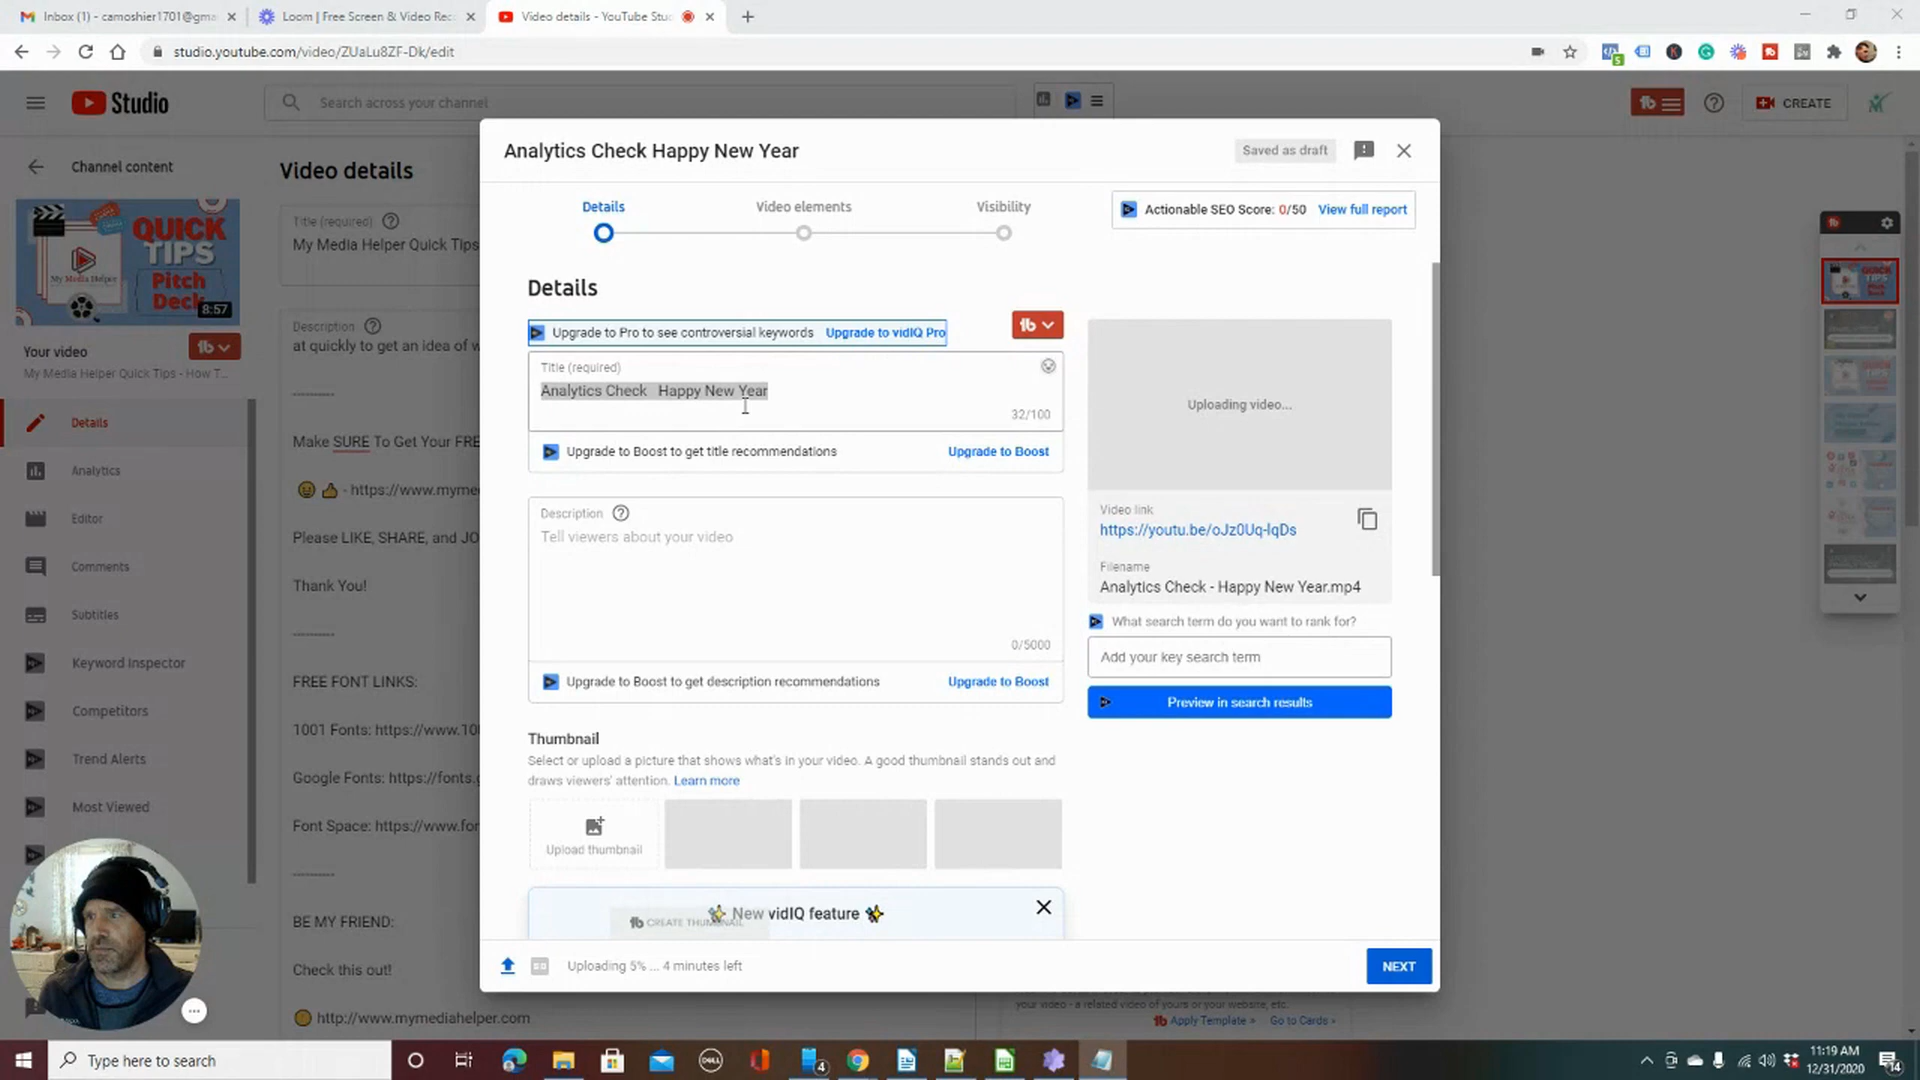 Inbox (1) - camoshier1701@gma
Loom | Free Screen & Video Rec
Video details - YouTube Stu
studio.youtube.com/video/ZUaLu8ZF-Dk/edit
Studio
Search across your channel
CREATE
Channel content
Video details
QUICK
TIPS
Pitch
Deck
My Media Helper
8:57
Your video
My Media Helper Quick Tips - How T...
Details
Analytics
Editor
Comments
Subtitles
Keyword Inspector
Competitors
Trend Alerts
Most Viewed
Title (required)
My Media Helper Quick Tips
Description
at quickly to get an idea of w
----------
Make SURE To Get Your FRE
- https://www.mymed
Please LIKE, SHARE, and JO
Thank You!
----------
FREE FONT LINKS:
1001 Fonts: https://www.100
Google Fonts: https://fonts.g
Font Space: https://www.fon
----------
BE MY FRIEND:
Check this out!
http://www.mymediahelper.com
Analytics Check Happy New Year
Saved as draft
Details
Video elements
Visibility
Actionable SEO Score: 0/50 View full report
Details
Upgrade to Pro to see controversial keywords Upgrade to vidIQ Pro
Title (required)
Analytics Check   Happy New Year
32/100
Upgrade to Boost to get title recommendations Upgrade to Boost
Description
Tell viewers about your video
0/5000
Upgrade to Boost to get description recommendations Upgrade to Boost
Thumbnail
Select or upload a picture that shows what's in your video. A good thumbnail stands out and
draws viewers' attention. Learn more
Upload thumbnail
CREATE THUMBNAIL
New vidIQ feature
Uploading video...
Video link
https://youtu.be/oJz0Uq-lqDs
Filename
Analytics Check - Happy New Year.mp4
What search term do you want to rank for?
Add your key search term
Preview in search results
Uploading 5% ... 4 minutes left
NEXT
your video - a related video of yours or your website, etc.
Apply Template » Go to Cards »
Type here to search
11:19 AM
12/31/2020